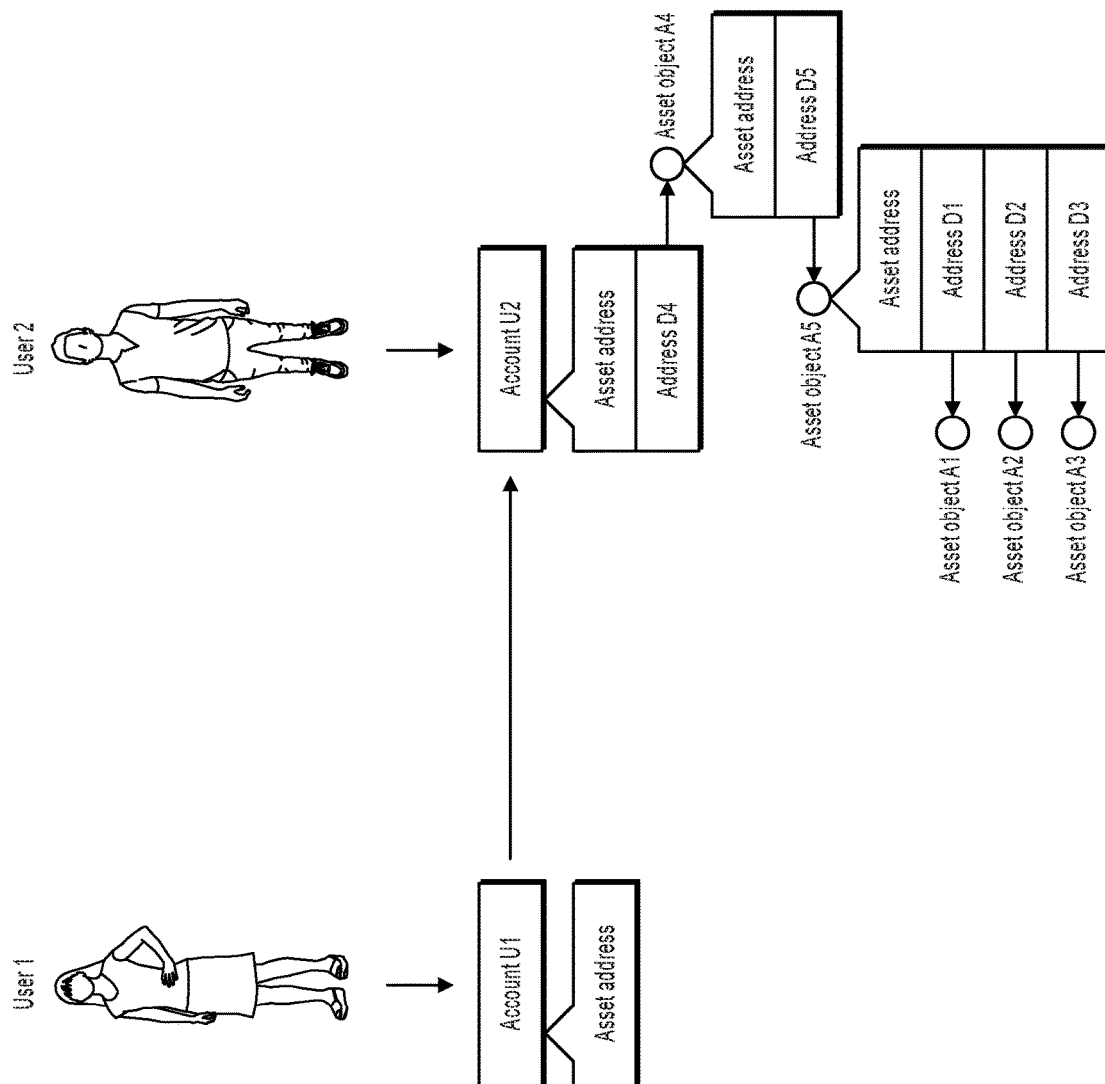 User 1
Account U1
Asset address
User 2
Account U2
Asset address
Address D4
Asset object A4
Asset address
Address D5
Asset object A5
Asset address
Address D1
Address D2
Address D3
Asset object A1
Asset object A2
Asset object A3